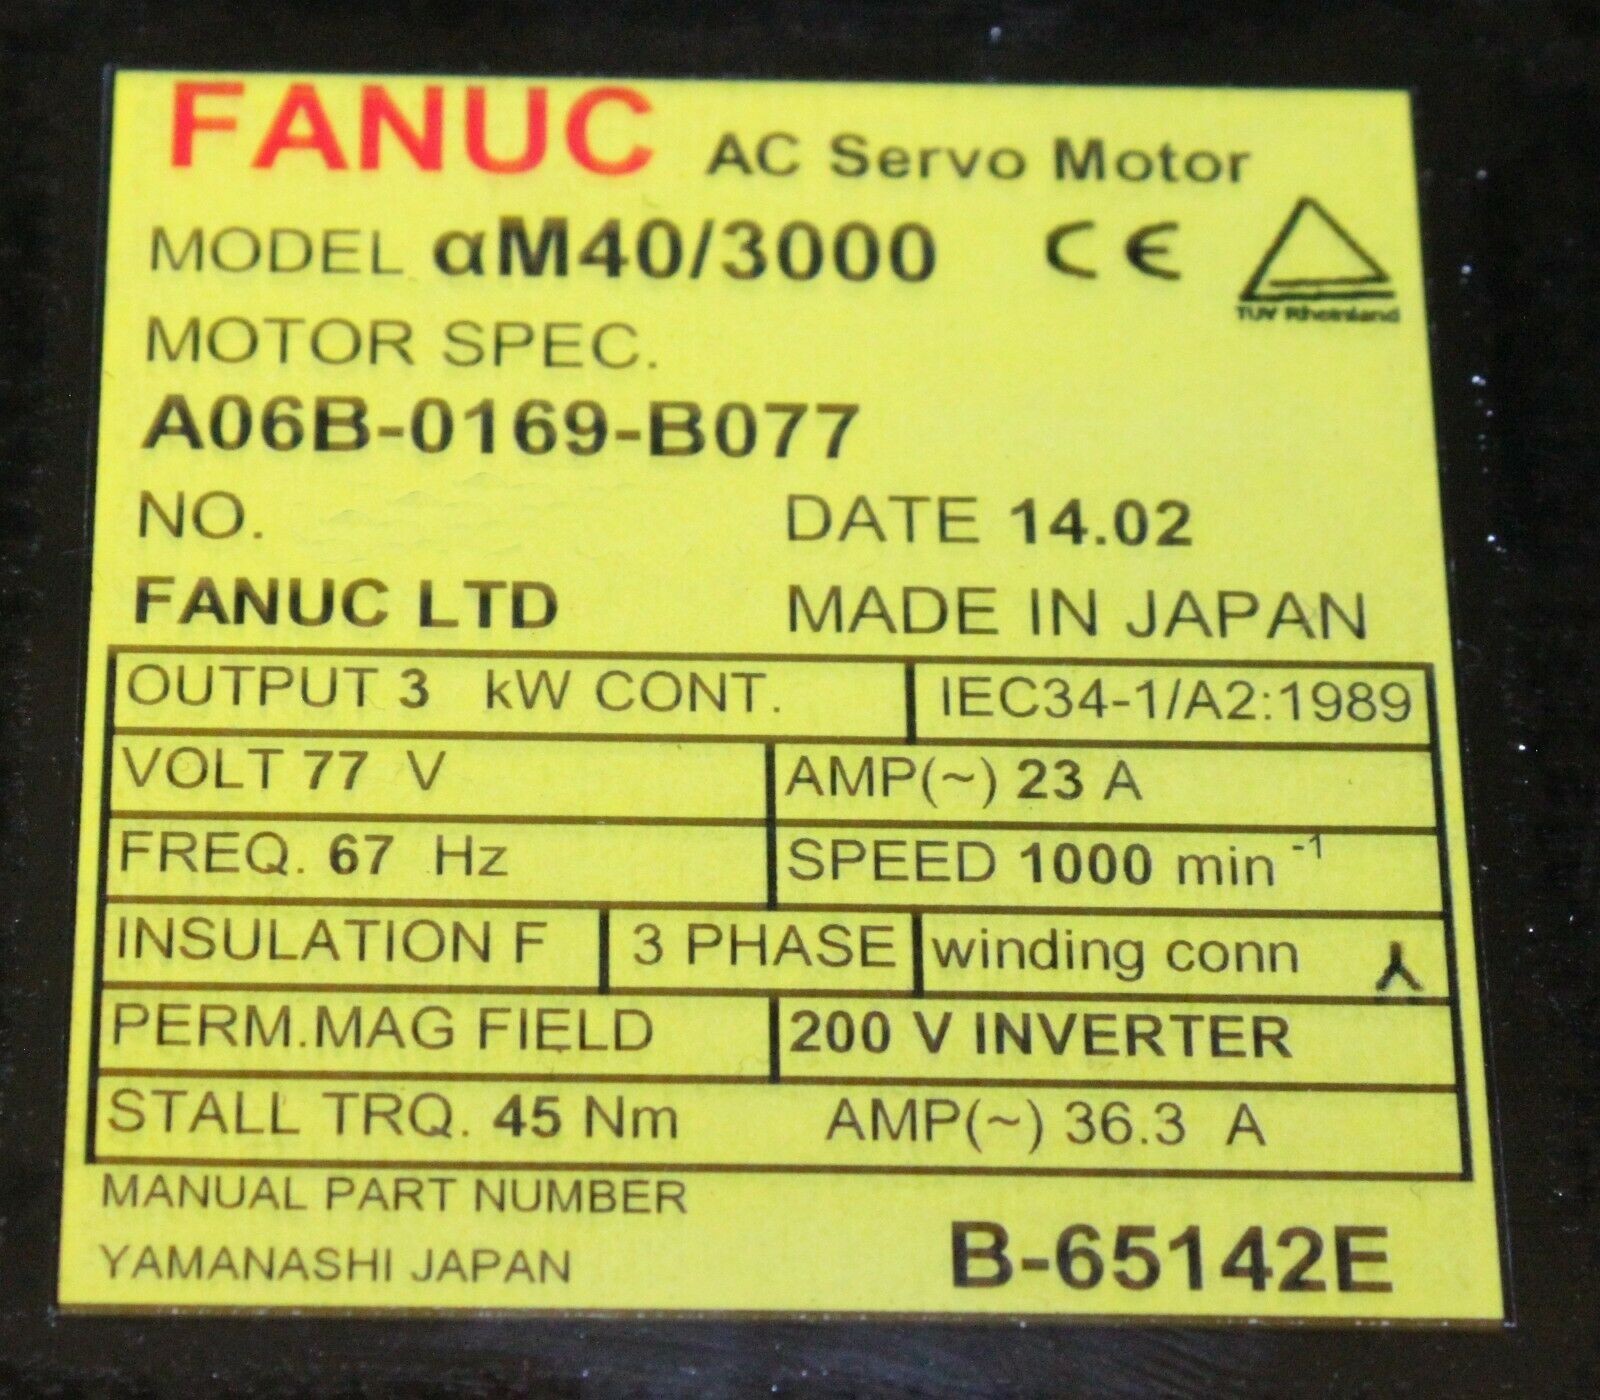 FANUC AC Servo Motor
MODEL αM40/3000 CE
TUV Rheinland
MOTOR SPEC.
A06B-0169-B077
NO. DATE 14.02
FANUC LTD MADE IN JAPAN
OUTPUT 3 kW CONT. IEC34-1/A2:1989
VOLT 77 V AMP(~) 23 A
FREQ. 67 Hz SPEED 1000 min -1
INSULATION F 3 PHASE winding conn
PERM.MAG FIELD 200 V INVERTER
STALL TRQ. 45 Nm AMP(~) 36.3 A
MANUAL PART NUMBER
YAMANASHI JAPAN B-65142E